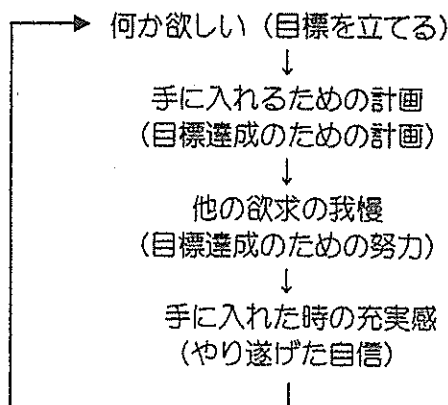 何か欲しい（目標を立てる）
手に入れるための計画
（目標達成のための計画）
他の欲求の我慢
（目標達成のための努力）
手に入れた時の充実感
（やり遂げた自信）